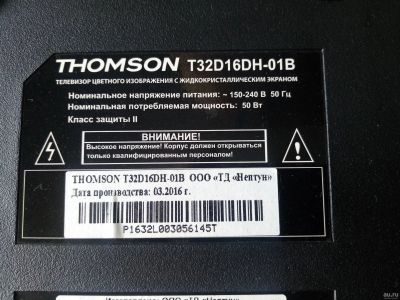 THOMSON T32D16DH-01B
ТЕЛЕВИЗОР ЦВЕТНОГО ИЗОБРАЖЕНИЯ С ЖИДКОКРИСТАЛЛИЧЕСКИМ ЭКРАНОМ
Номинальное напряжение питания: ~ 150-240 В 50 Гц
Номинальная потребляемая мощность: 50 Вт
Класс защиты II
ВНИМАНИЕ!
Высокое напряжение! Корпус должен открываться
только квалифицированным персоналом!
THOMSON T32D16DH-01B ООО «ТД «Нептун»
Дата производства: 03.2016 г.
P1632L003056145T
au.ru